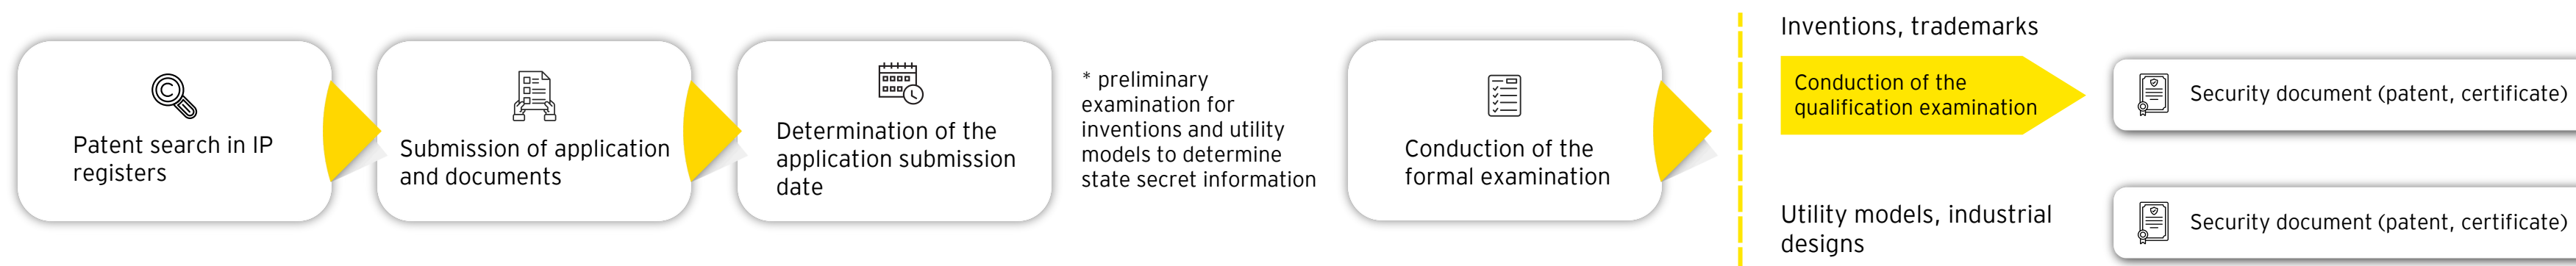 Patent search in IP
registers
Submission of application
and documents
Determination of the
application submission
date
* preliminary
examination for
inventions and utility
models to determine
state secret information
Conduction of the
formal examination
Inventions, trademarks
Conduction of the
qualification examination
Security document (patent, certificate)
Utility models, industrial
designs
Security document (patent, certificate)